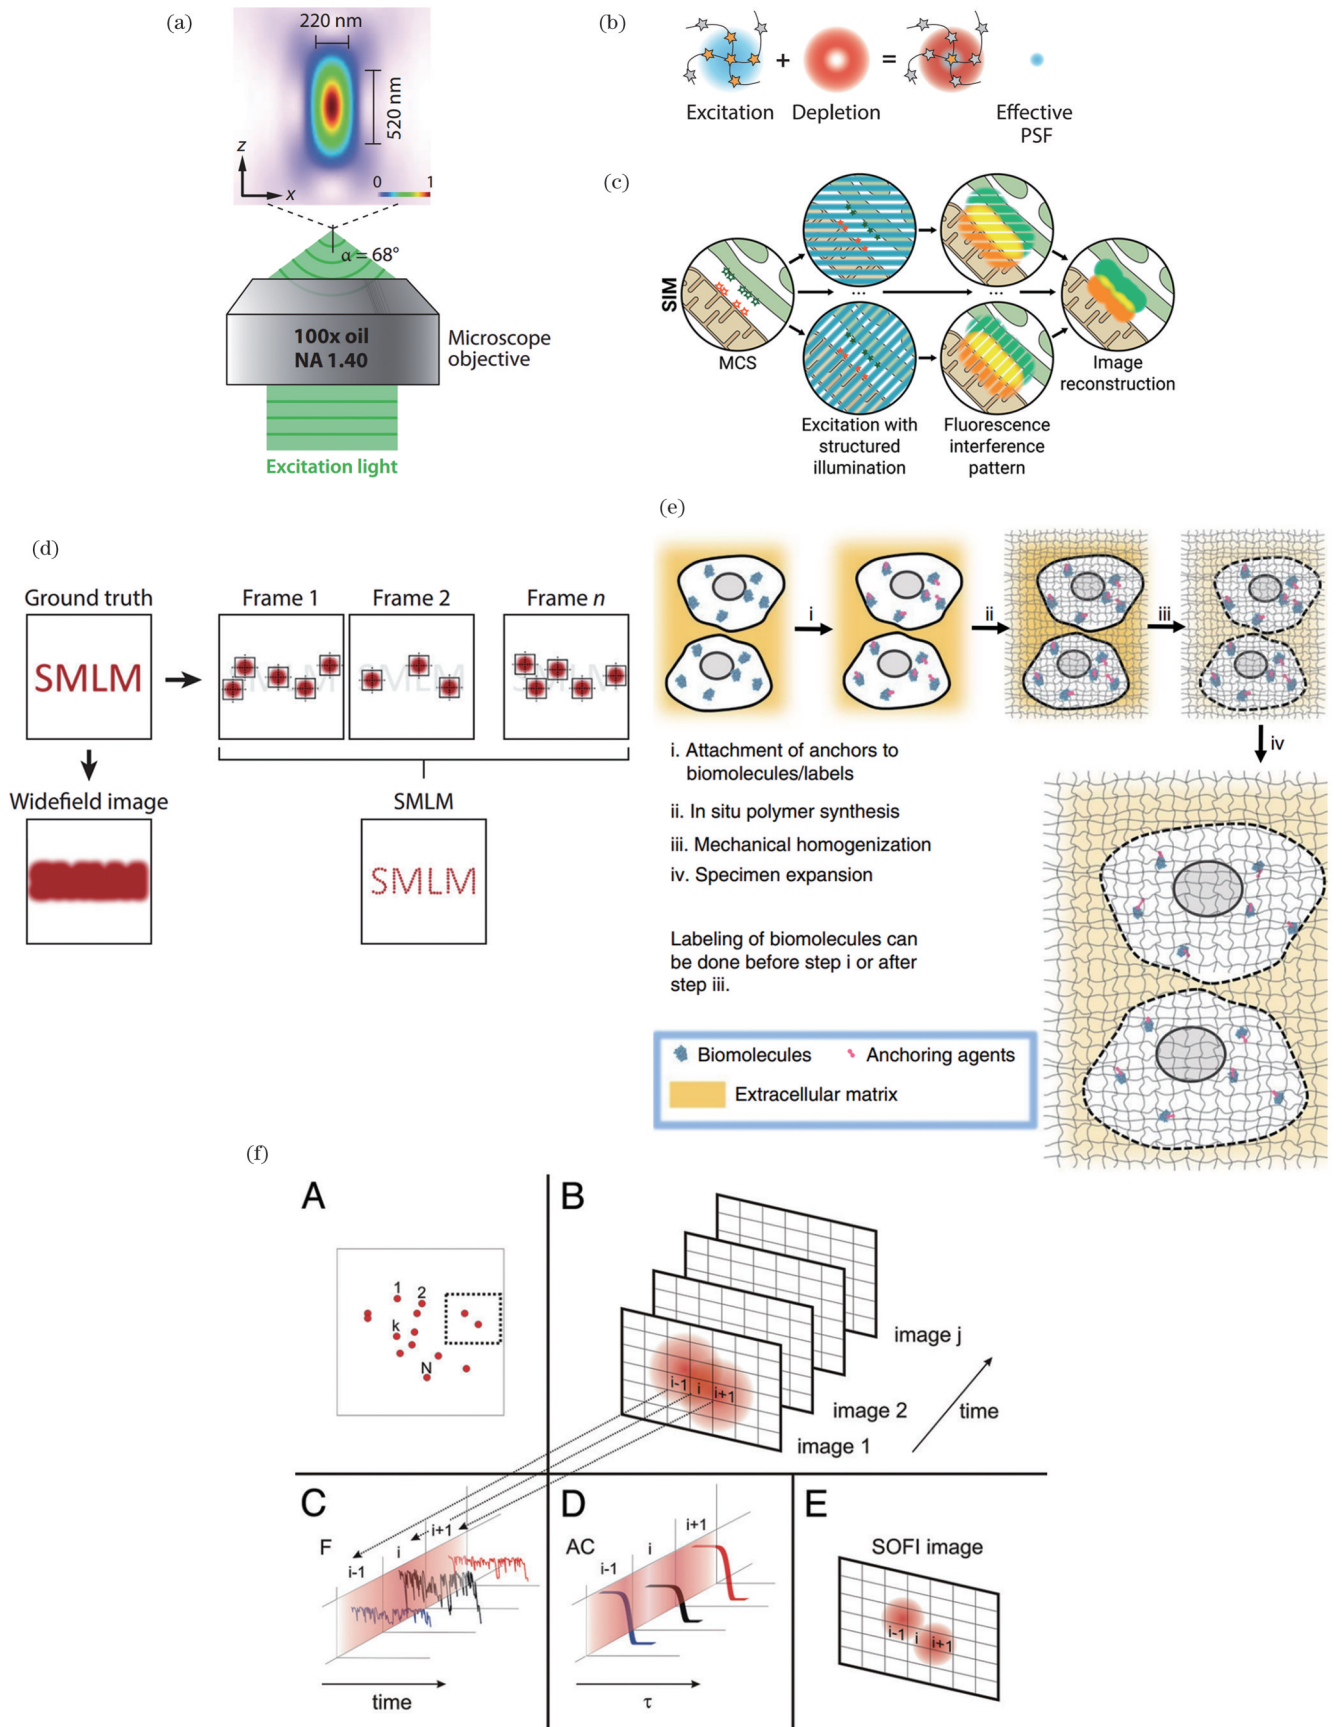 (a)
220 nm
520 nm
z
x
0 1
α = 68°
100x oil
NA 1.40
Microscope
objective
Excitation light
(b)
+
=
Excitation
Depletion
Effective
PSF
(c)
SIM
MCS
...
...
Excitation with
structured
illumination
Fluorescence
interference
pattern
Image
reconstruction
(d)
Ground truth
Frame 1
Frame 2
Frame n
SMLM
SMLM
SMLM
SMLM
Widefield image
SMLM
SMLM
(e)
i
ii
iii
iv
i. Attachment of anchors to
biomolecules/labels
ii. In situ polymer synthesis
iii. Mechanical homogenization
iv. Specimen expansion
Labeling of biomolecules can
be done before step i or after
step iii.
Biomolecules
Anchoring agents
Extracellular matrix
(f)
A
1
2
k
N
B
i-1 i i+1
image 1
image 2
image j
time
C
F
i-1
i
i+1
time
D
AC
i-1
i
i+1
τ
E
SOFI image
i-1 i i+1